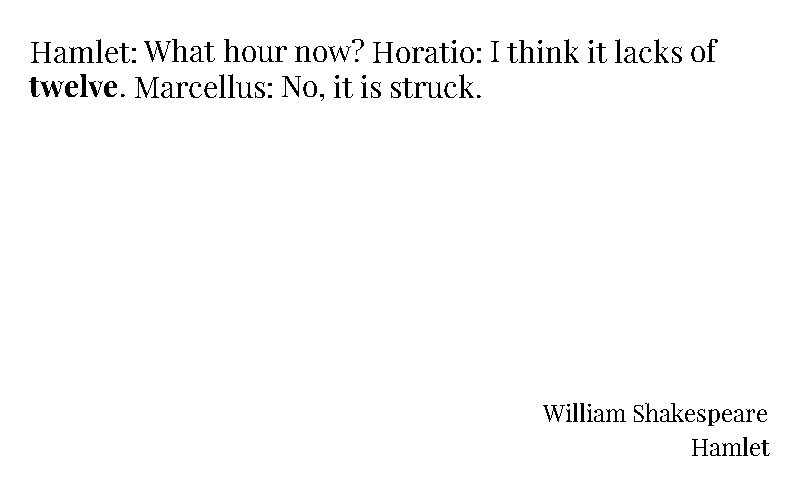 Hamlet: What hour now? Horatio: I think it lacks of
twelve. Marcellus: No, it is struck.
William Shakespeare
Hamlet